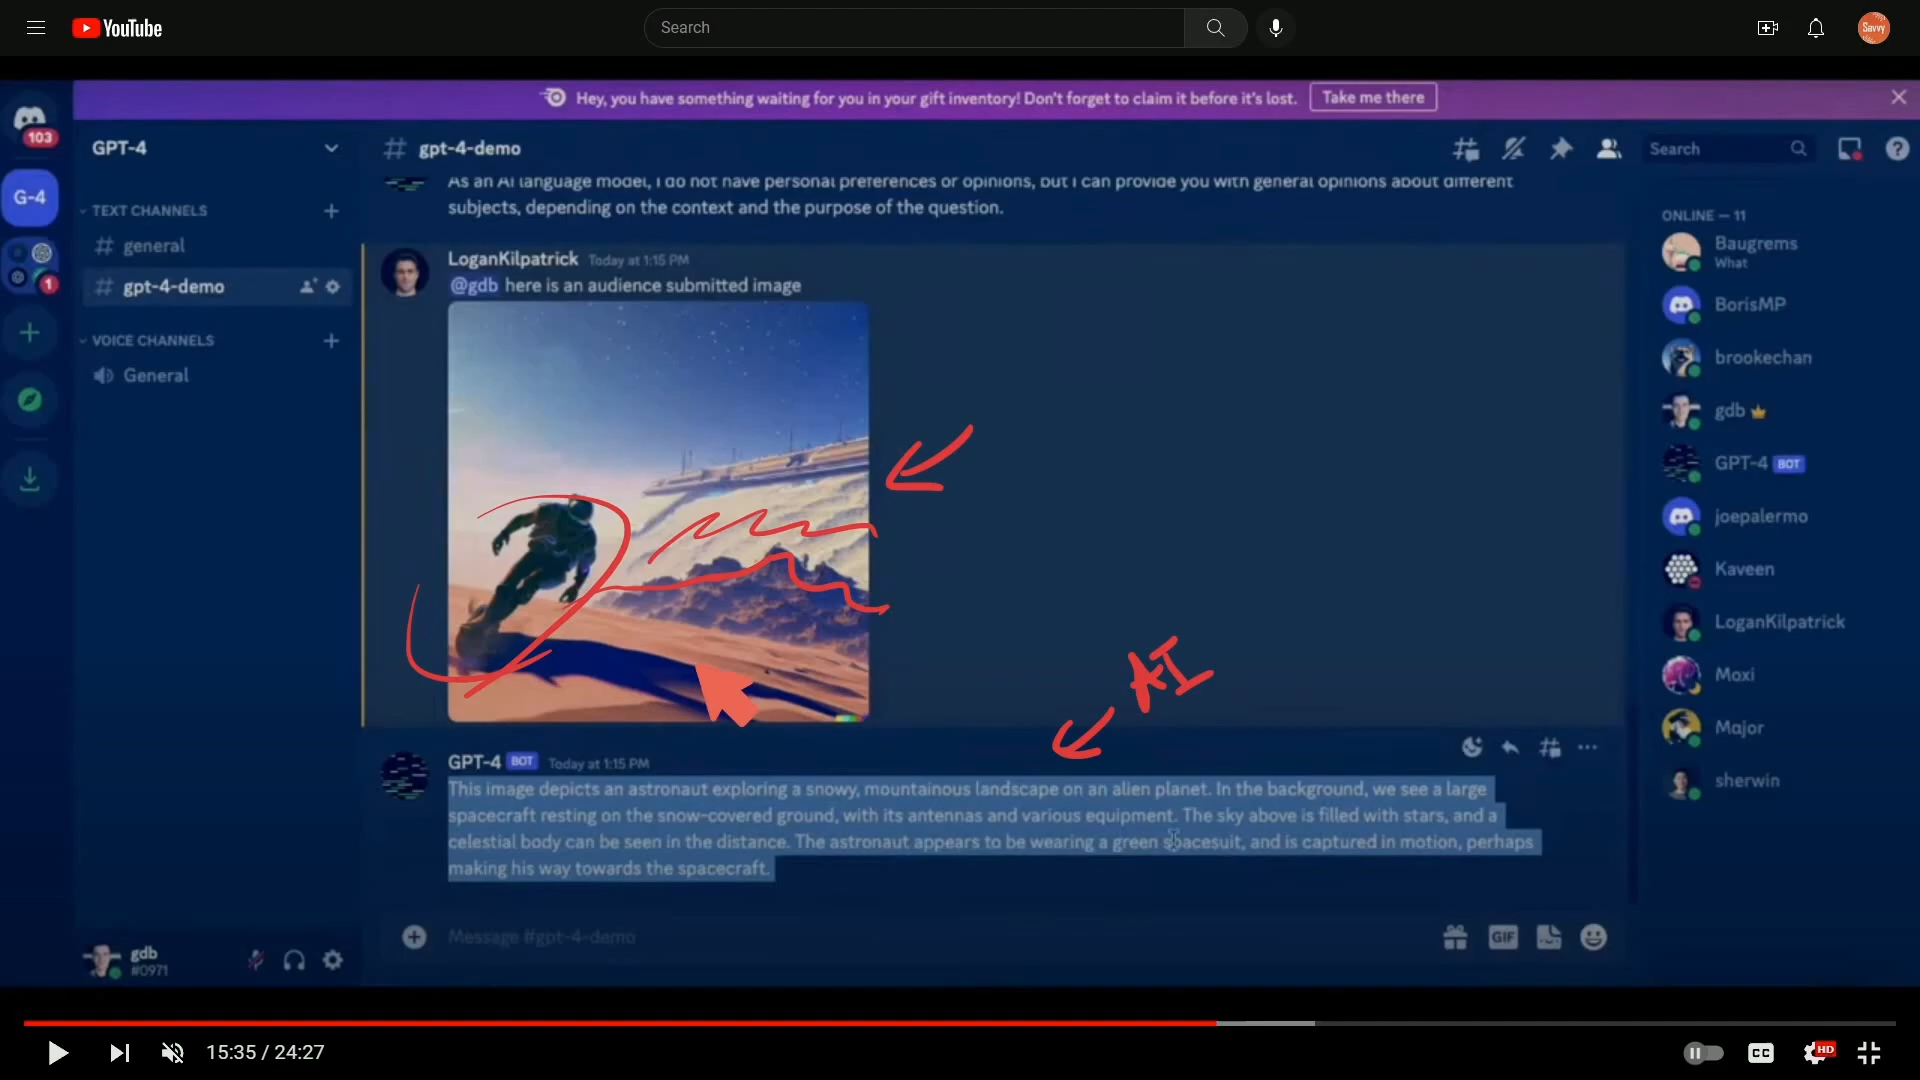 YouTube
Search
Savvy
Hey, you have something waiting for you in your gift inventory! Don't forget to claim it before it's lost.
Take me there
103
G-4
1
GPT-4
TEXT CHANNELS
general
gpt-4-demo
VOICE CHANNELS
General
gdb
#0971
# gpt-4-demo
Search
As an AI language model, I do not have personal preferences or opinions, but I can provide you with general opinions about different
subjects, depending on the context and the purpose of the question.
LoganKilpatrick Today at 1:15 PM
@gdb here is an audience submitted image
AI
GPT-4 BOT Today at 1:15 PM
This image depicts an astronaut exploring a snowy, mountainous landscape on an alien planet. In the background, we see a large
spacecraft resting on the snow-covered ground, with its antennas and various equipment. The sky above is filled with stars, and a
celestial body can be seen in the distance. The astronaut appears to be wearing a green spacesuit, and is captured in motion, perhaps
making his way towards the spacecraft.
Message #gpt-4-demo
GIF
ONLINE — 11
Baugrems
What
BorisMP
brookechan
gdb
GPT-4 BOT
joepalermo
Kaveen
LoganKilpatrick
Moxi
Major
sherwin
15:35 / 24:27
CC
HD